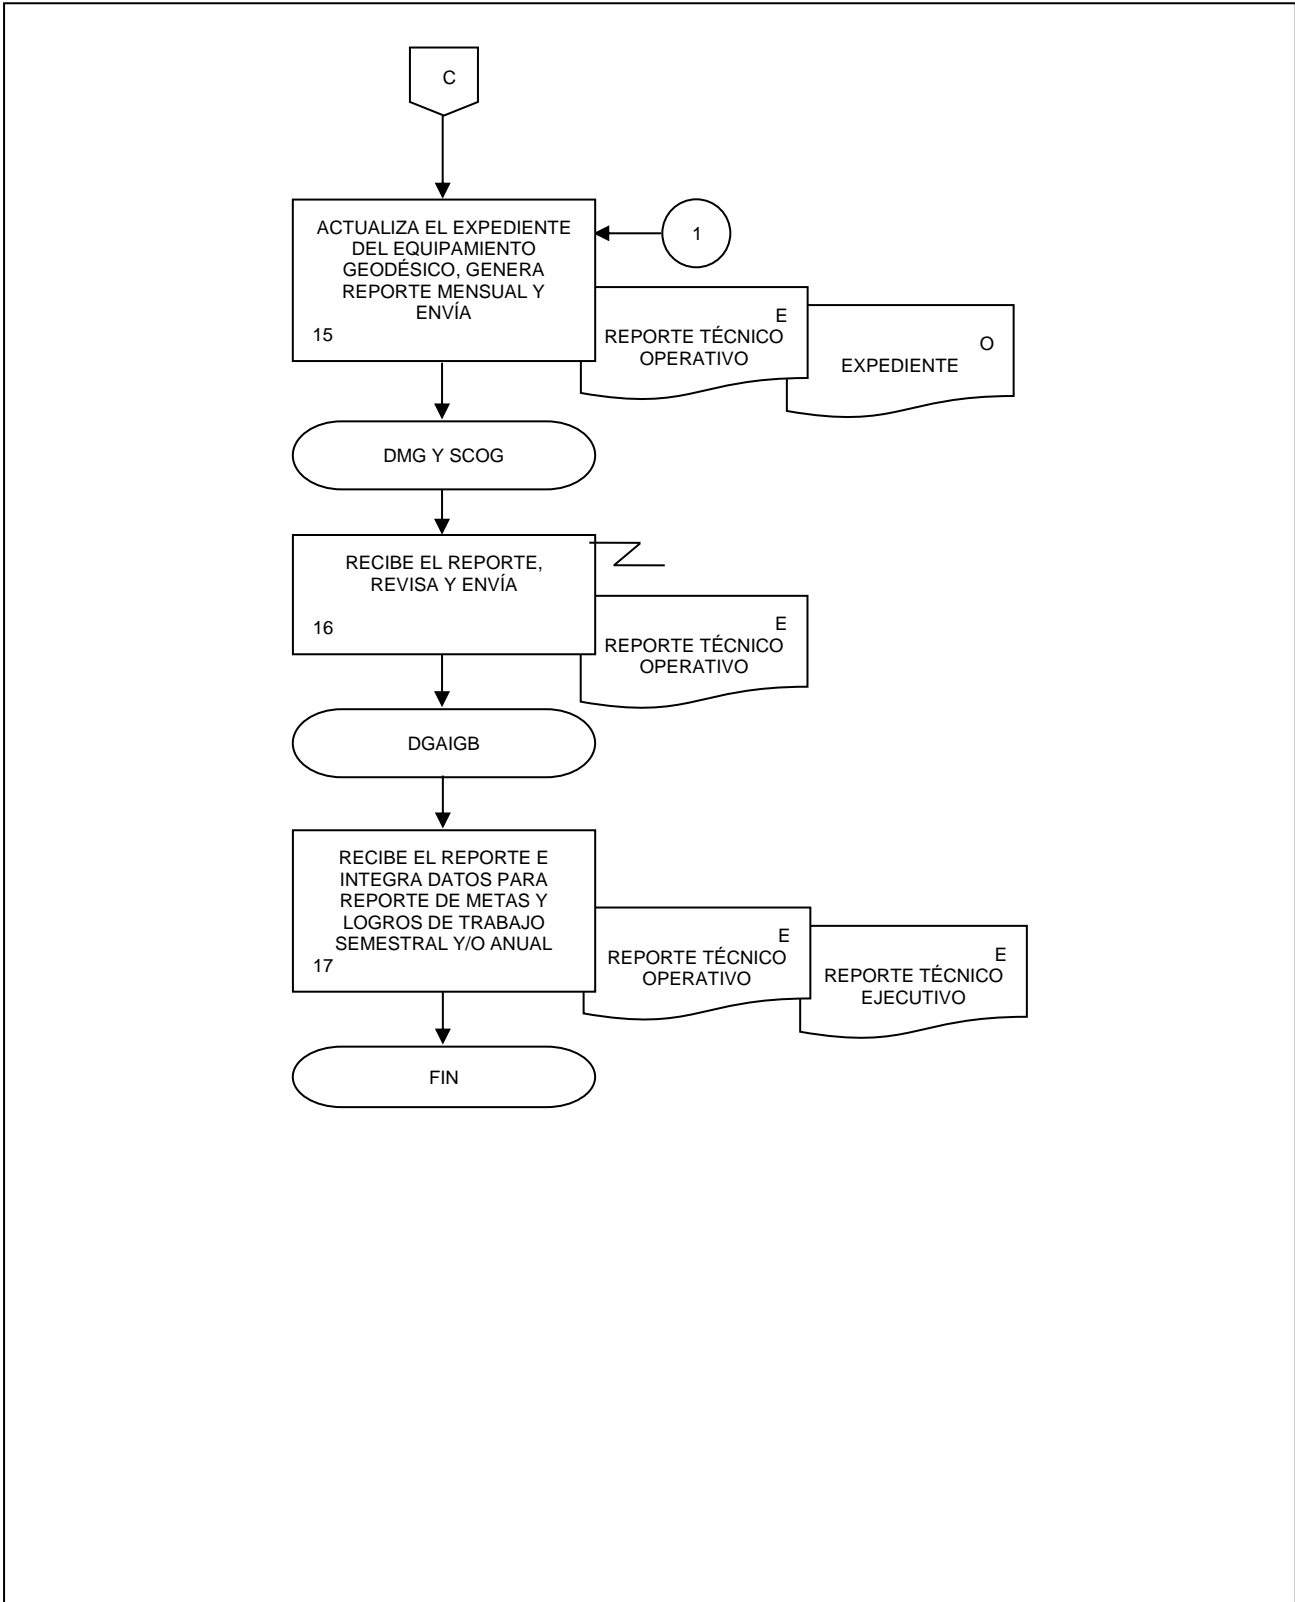 C
ACTUALIZA EL EXPEDIENTE
DEL EQUIPAMIENTO
GEODÉSICO, GENERA
REPORTE MENSUAL Y
ENVÍA
15
1
E
REPORTE TÉCNICO
OPERATIVO
O
EXPEDIENTE
DMG Y SCOG
RECIBE EL REPORTE,
REVISA Y ENVÍA
16
E
REPORTE TÉCNICO
OPERATIVO
DGAIGB
RECIBE EL REPORTE E
INTEGRA DATOS PARA
REPORTE DE METAS Y
LOGROS DE TRABAJO
SEMESTRAL Y/O ANUAL
17
E
REPORTE TÉCNICO
OPERATIVO
E
REPORTE TÉCNICO
EJECUTIVO
FIN